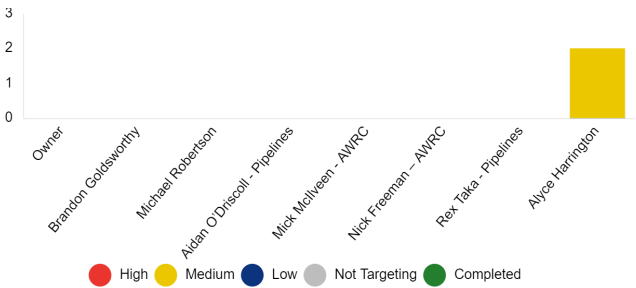 3
2
1
0
Owner
Brandon Goldsworthy
Michael Robertson
Aidan O'Driscoll - Pipelines
Mick McIlveen - AWRC
Nick Freeman – AWRC
Rex Taka - Pipelines
Alyce Harrington
High Medium Low Not Targeting Completed